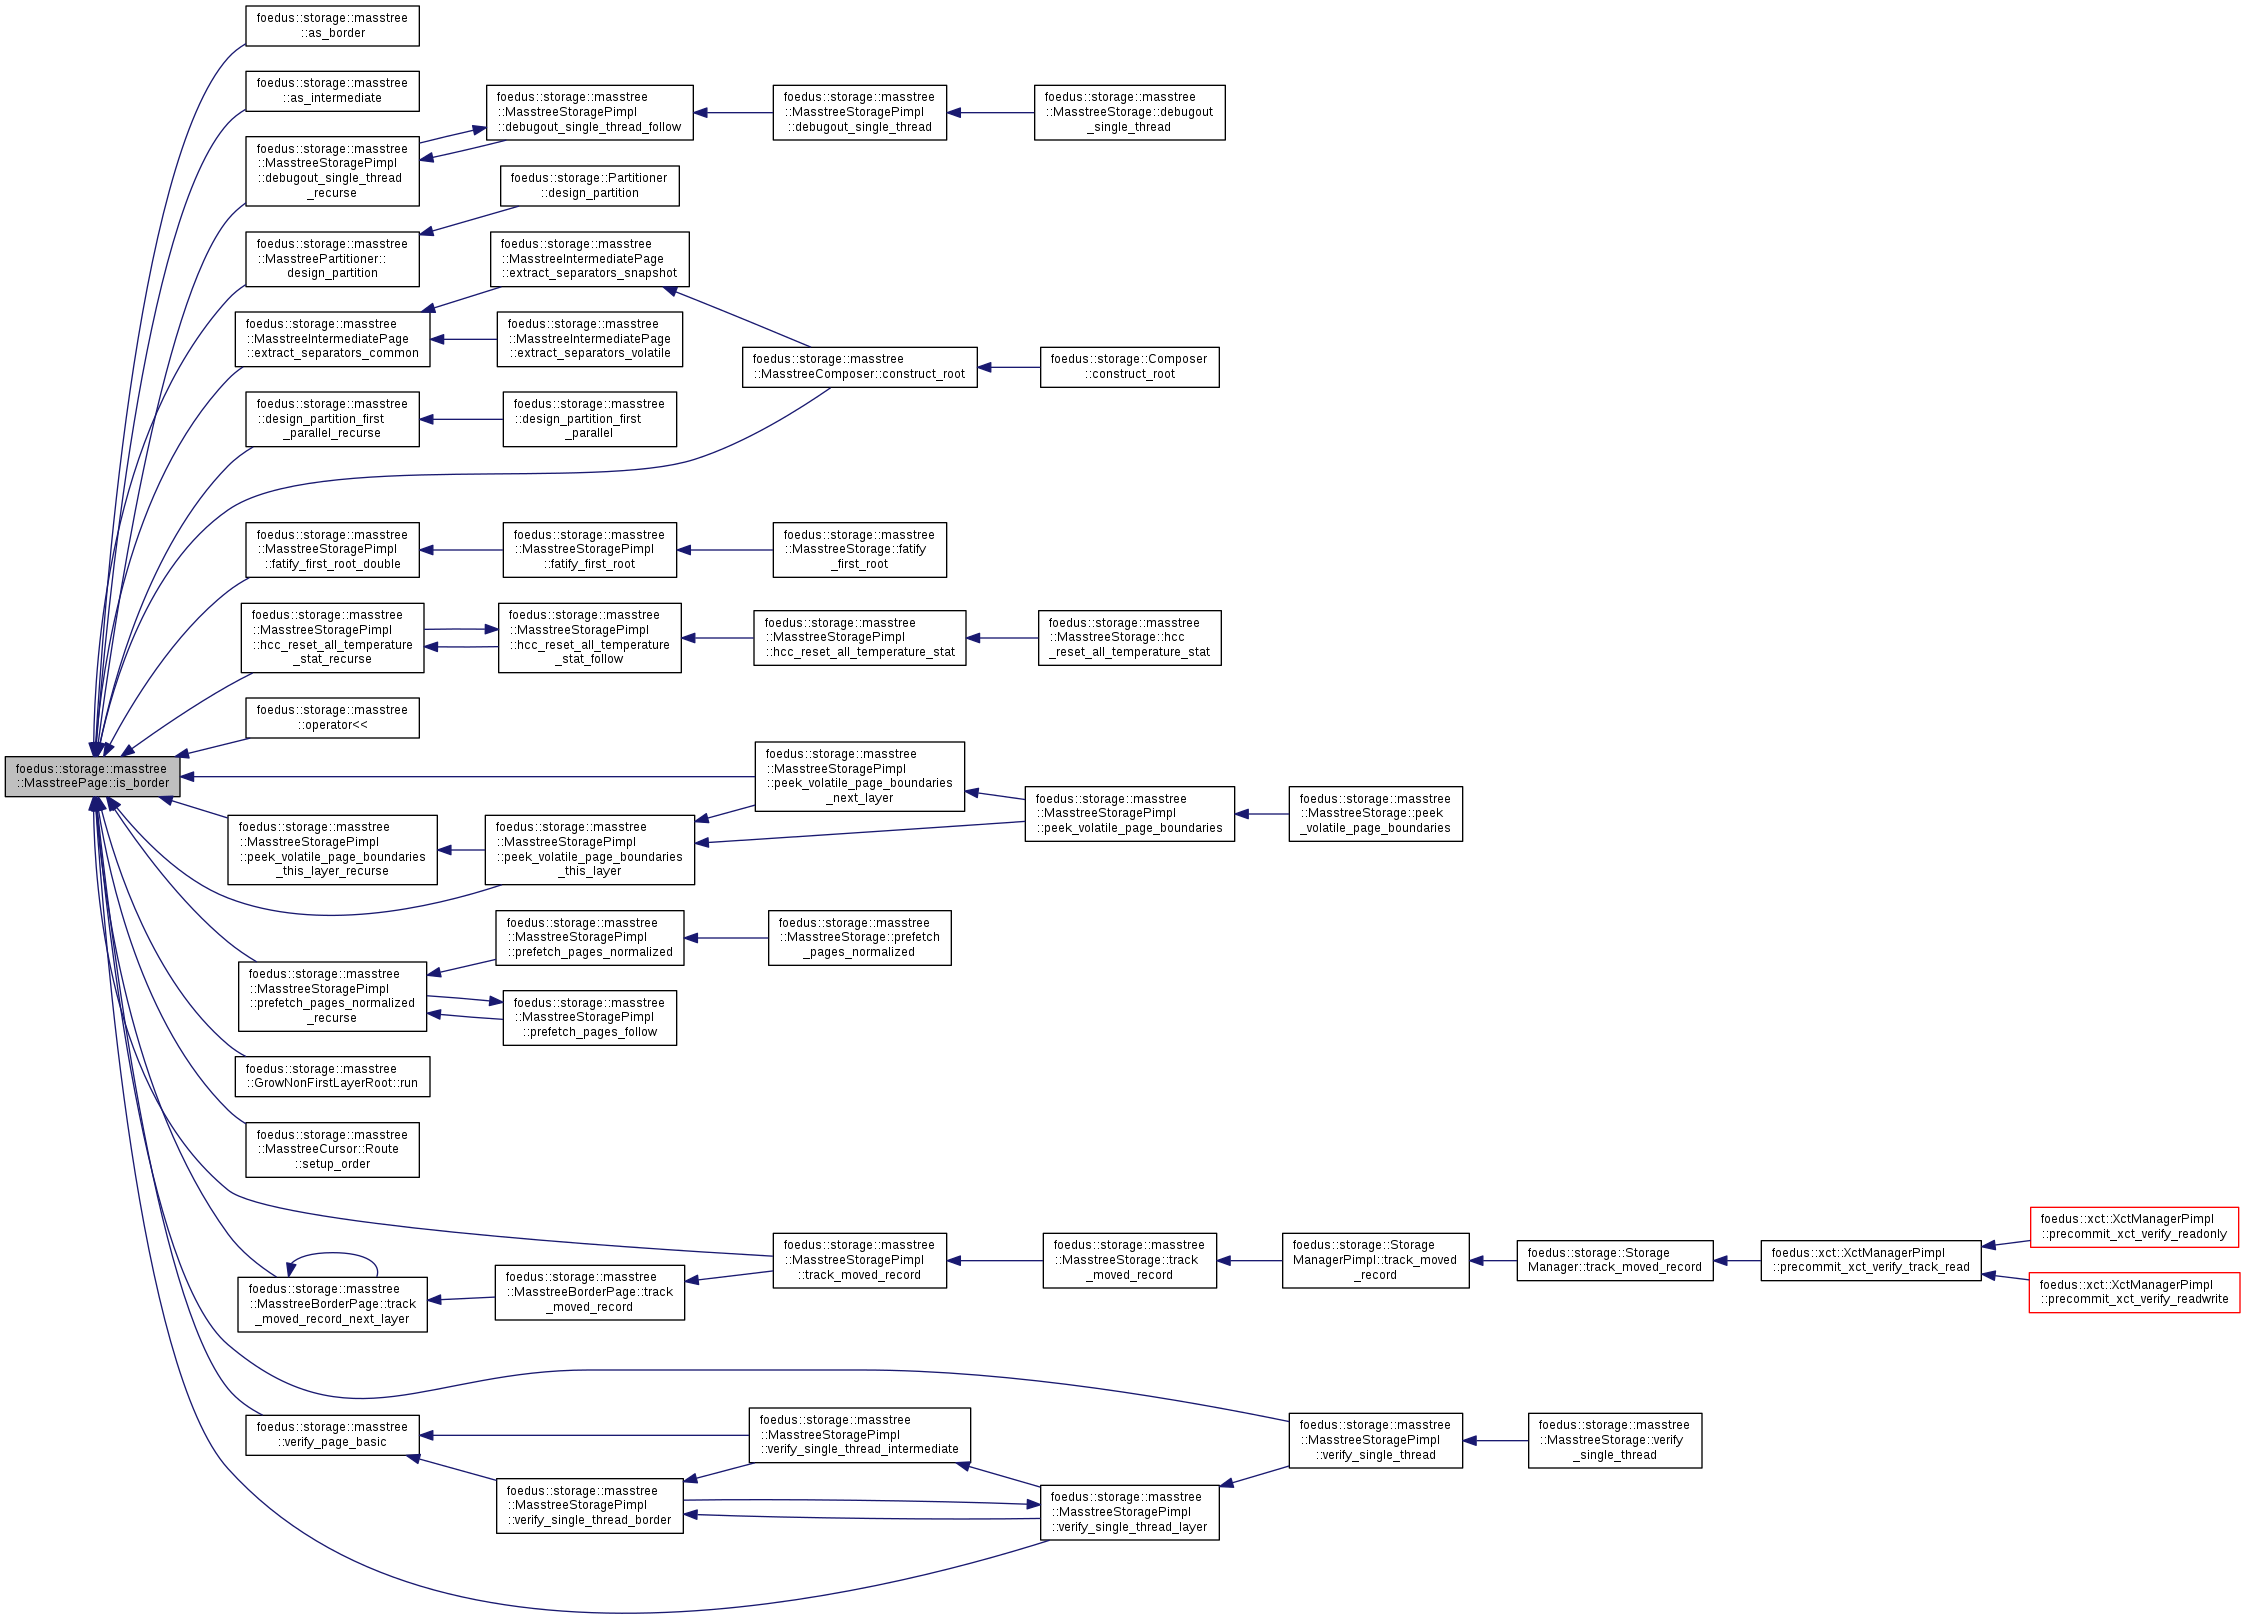 foedus::storage::masstree
::as_border
foedus::storage::masstree
::as_intermediate
foedus::storage::masstree
::MasstreeStoragePimpl
::debugout_single_thread_follow
foedus::storage::masstree
::MasstreeStoragePimpl
::debugout_single_thread
foedus::storage::masstree
::MasstreeStorage::debugout
_single_thread
foedus::storage::masstree
::MasstreeStoragePimpl
::debugout_single_thread
_recurse
foedus::storage::Partitioner
::design_partition
foedus::storage::masstree
::MasstreePartitioner::
design_partition
foedus::storage::masstree
::MasstreeIntermediatePage
::extract_separators_snapshot
foedus::storage::masstree
::MasstreeIntermediatePage
::extract_separators_common
foedus::storage::masstree
::MasstreeIntermediatePage
::extract_separators_volatile
foedus::storage::masstree
::MasstreeComposer::construct_root
foedus::storage::Composer
::construct_root
foedus::storage::masstree
::design_partition_first
_parallel_recurse
foedus::storage::masstree
::design_partition_first
_parallel
foedus::storage::masstree
::MasstreeStoragePimpl
::fatify_first_root_double
foedus::storage::masstree
::MasstreeStoragePimpl
::fatify_first_root
foedus::storage::masstree
::MasstreeStorage::fatify
_first_root
foedus::storage::masstree
::MasstreeStoragePimpl
::hcc_reset_all_temperature
_stat_recurse
foedus::storage::masstree
::MasstreeStoragePimpl
::hcc_reset_all_temperature
_stat_follow
foedus::storage::masstree
::MasstreeStoragePimpl
::hcc_reset_all_temperature_stat
foedus::storage::masstree
::MasstreeStorage::hcc
_reset_all_temperature_stat
foedus::storage::masstree
::operator<<
foedus::storage::masstree
::MasstreePage::is_border
foedus::storage::masstree
::MasstreeStoragePimpl
::peek_volatile_page_boundaries
_next_layer
foedus::storage::masstree
::MasstreeStoragePimpl
::peek_volatile_page_boundaries
foedus::storage::masstree
::MasstreeStorage::peek
_volatile_page_boundaries
foedus::storage::masstree
::MasstreeStoragePimpl
::peek_volatile_page_boundaries
_this_layer_recurse
foedus::storage::masstree
::MasstreeStoragePimpl
::peek_volatile_page_boundaries
_this_layer
foedus::storage::masstree
::MasstreeStoragePimpl
::prefetch_pages_normalized
foedus::storage::masstree
::MasstreeStorage::prefetch
_pages_normalized
foedus::storage::masstree
::MasstreeStoragePimpl
::prefetch_pages_normalized
_recurse
foedus::storage::masstree
::MasstreeStoragePimpl
::prefetch_pages_follow
foedus::storage::masstree
::GrowNonFirstLayerRoot::run
foedus::storage::masstree
::MasstreeCursor::Route
::setup_order
foedus::storage::masstree
::MasstreeStoragePimpl
::track_moved_record
foedus::storage::masstree
::MasstreeStorage::track
_moved_record
foedus::storage::Storage
ManagerPimpl::track_moved
_record
foedus::storage::Storage
Manager::track_moved_record
foedus::xct::XctManagerPimpl
::precommit_xct_verify_track_read
foedus::xct::XctManagerPimpl
::precommit_xct_verify_readonly
foedus::xct::XctManagerPimpl
::precommit_xct_verify_readwrite
foedus::storage::masstree
::MasstreeBorderPage::track
_moved_record_next_layer
foedus::storage::masstree
::MasstreeBorderPage::track
_moved_record
foedus::storage::masstree
::verify_page_basic
foedus::storage::masstree
::MasstreeStoragePimpl
::verify_single_thread_intermediate
foedus::storage::masstree
::MasstreeStoragePimpl
::verify_single_thread
foedus::storage::masstree
::MasstreeStorage::verify
_single_thread
foedus::storage::masstree
::MasstreeStoragePimpl
::verify_single_thread_border
foedus::storage::masstree
::MasstreeStoragePimpl
::verify_single_thread_layer